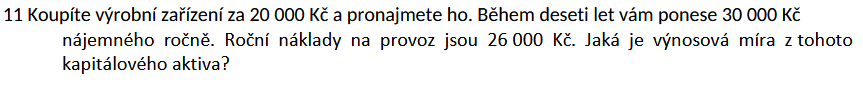 11 Koupíte výrobní zařízení za 20 000 Kč a pronajmete ho. Během deseti let vám ponese 30 000 Kč
nájemného ročně. Roční náklady na provoz jsou 26 000 Kč. Jaká je výnosová míra z tohoto
kapitálového aktiva?